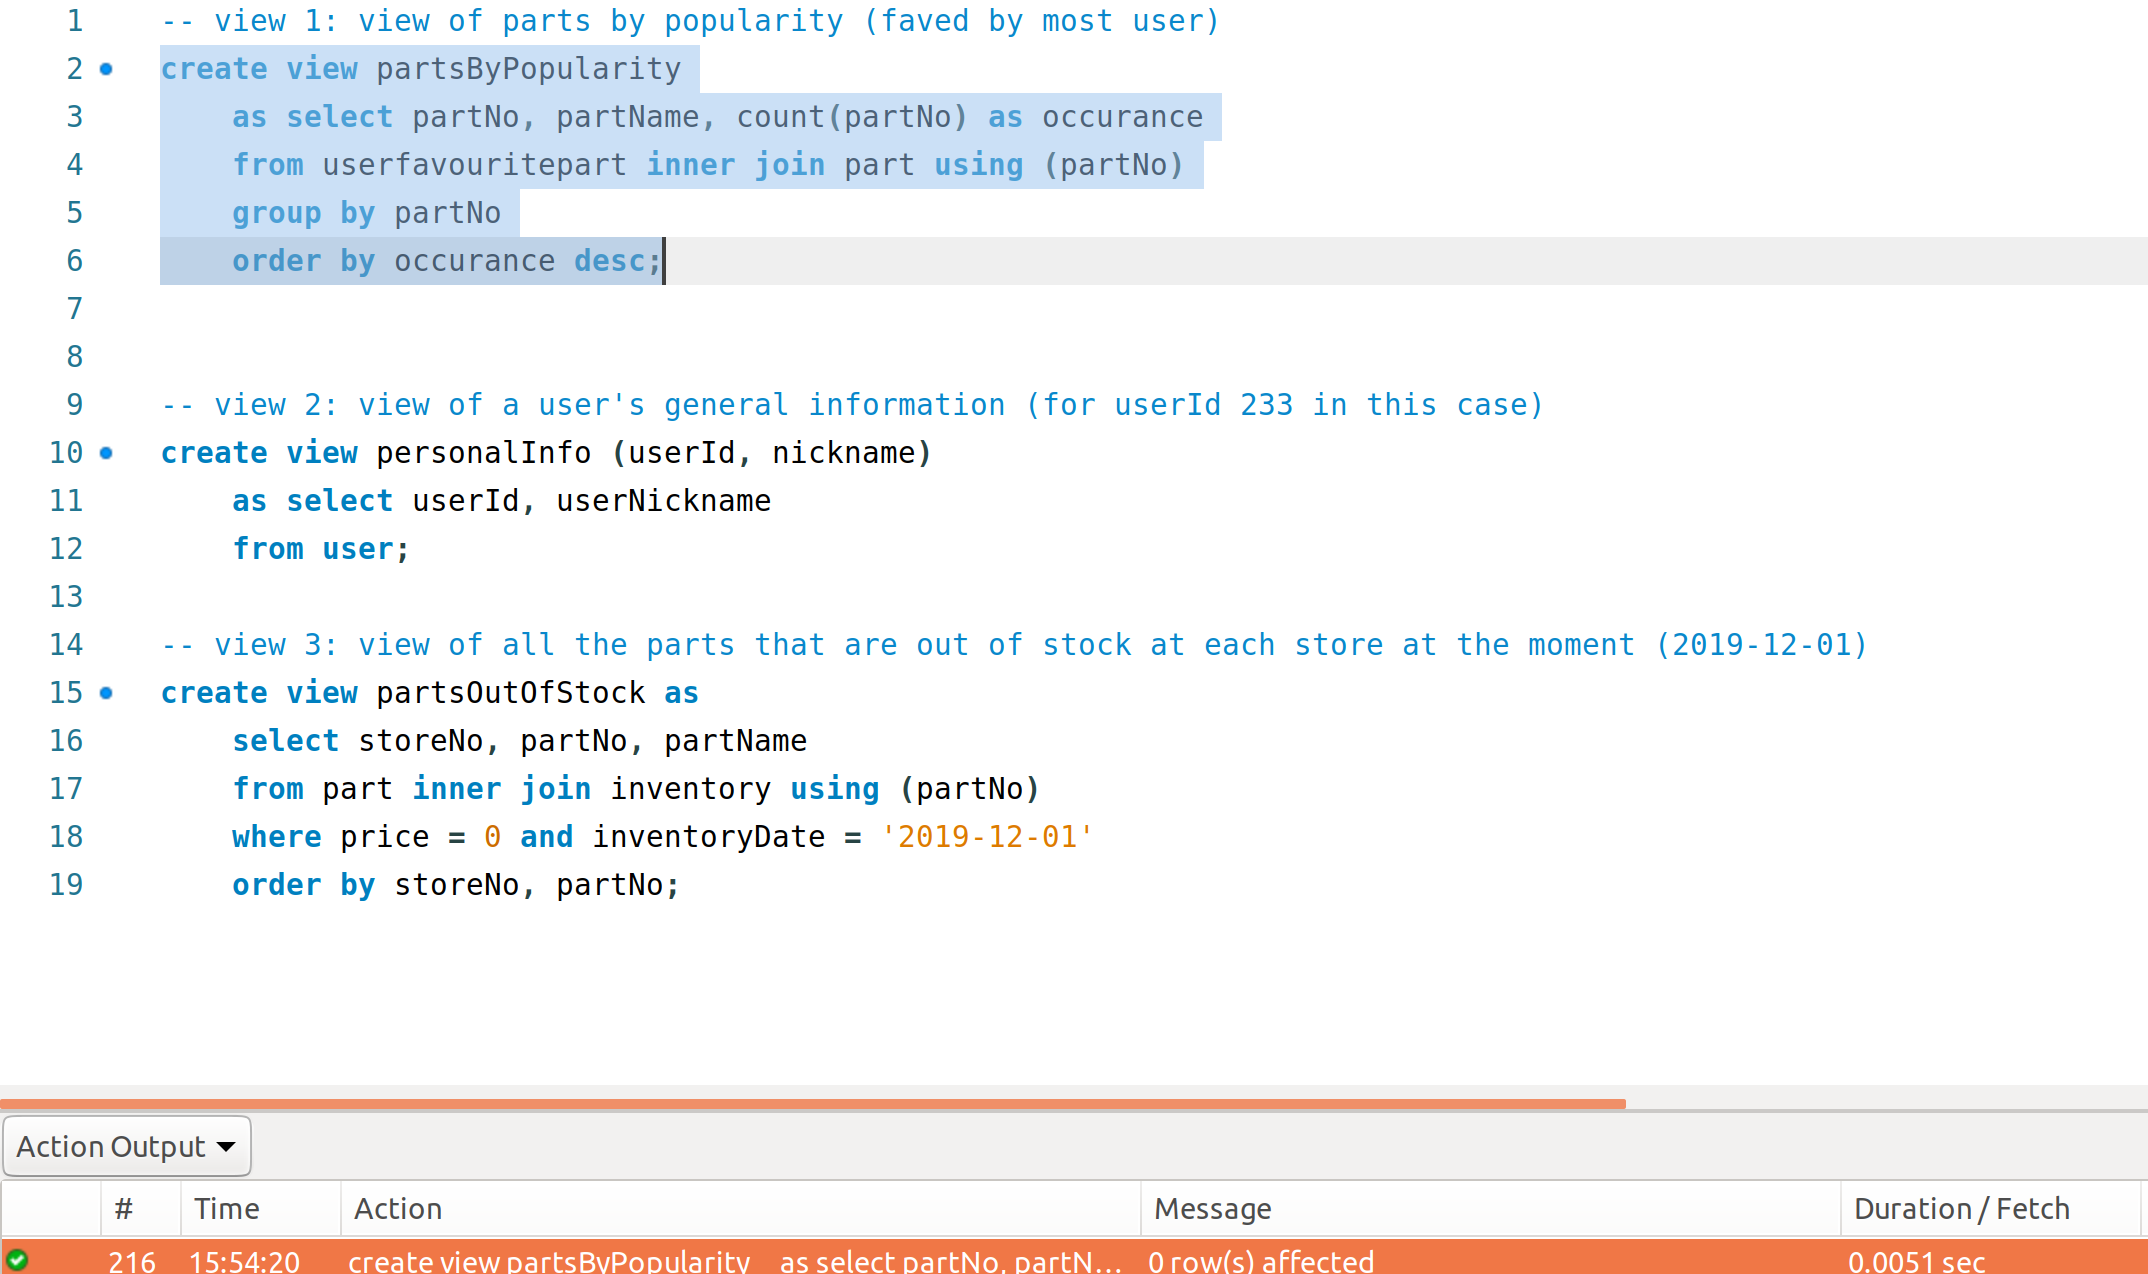 1 -- view 1: view of parts by popularity (faved by most user)
2 create view partsByPopularity
3 as select partNo, partName, count(partNo) as occurance
4 from userfavouritepart inner join part using (partNo)
5 group by partNo
6 order by occurance desc;
7
8
9 -- view 2: view of a user's general information (for userId 233 in this case)
10 create view personalInfo (userId, nickname)
11 as select userId, userNickname
12 from user;
13
14 -- view 3: view of all the parts that are out of stock at each store at the moment (2019-12-01)
15 create view partsOutOfStock as
16 select storeNo, partNo, partName
17 from part inner join inventory using (partNo)
18 where price = 0 and inventoryDate = '2019-12-01'
19 order by storeNo, partNo;
Action Output
# Time Action Message Duration / Fetch
216 15:54:20 create view partsByPopularity as select partNo, partN... 0 row(s) affected 0.0051 sec